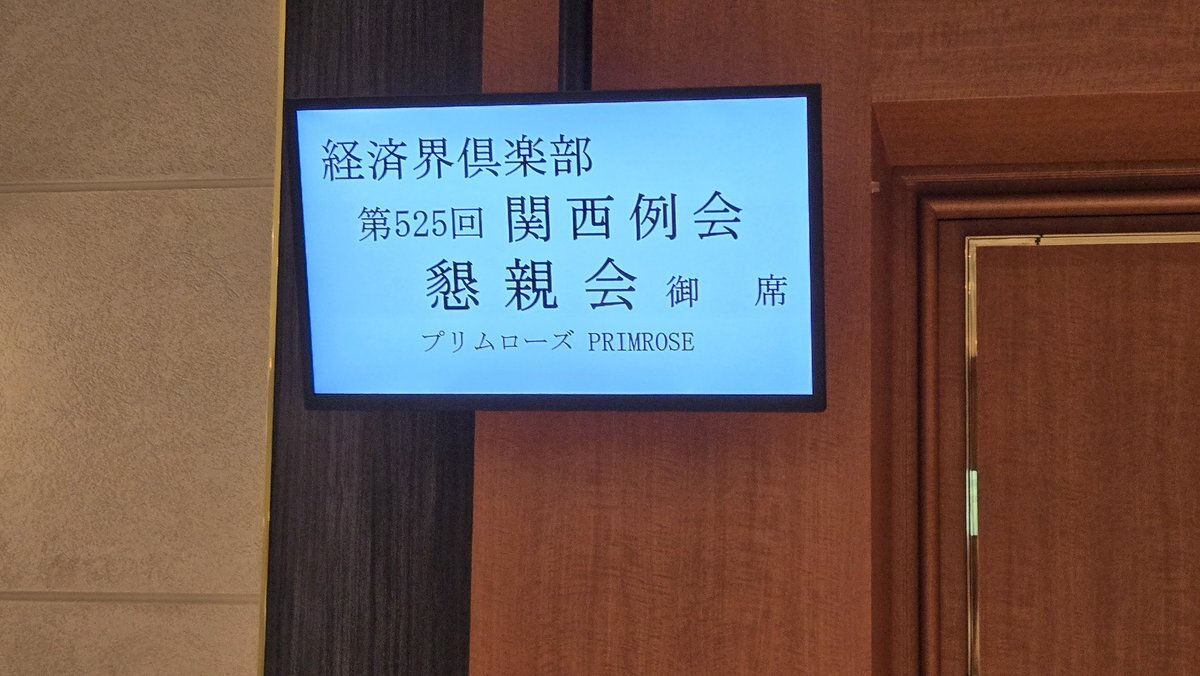 経済界倶楽部
第525回 関西例会
懇親会 御 席
プリムローズ PRIMROSE